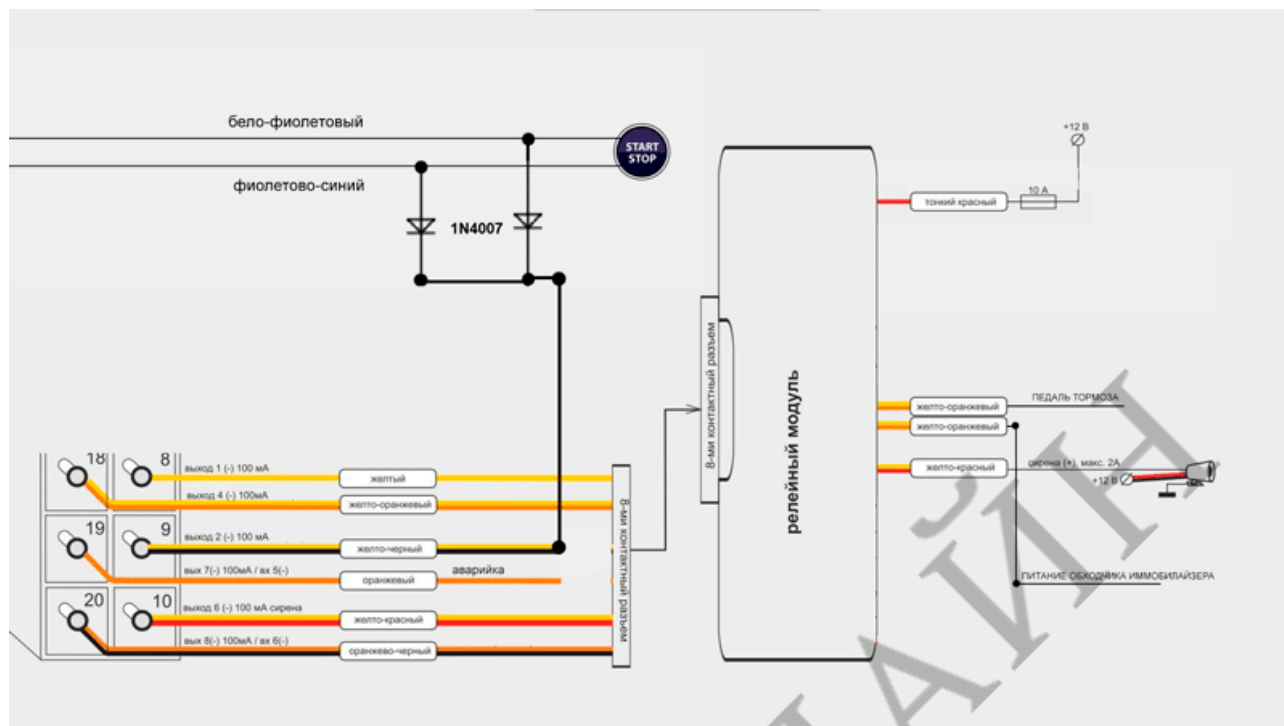 бело-фиолетовый
START
STOP
фиолетово-синий
1N4007
+12 В
тонкий красный
10 А
8-ми контактный разъем
релейный модуль
желто-оранжевый
ПЕДАЛЬ ТОРМОЗА
желто-оранжевый
желто-красный
сирена (+), макс. 2А
+12 В
ПИТАНИЕ ОБХОДЧИКА ИММОБИЛАЙЗЕРА
18
8
выход 1 (-) 100 мА
желтый
выход 4 (-) 100мА
желто-оранжевый
19
9
выход 2 (-) 100 мА
желто-черный
вых 7(-) 100мА / вх 5(-)
оранжевый
аварийка
20
10
выход 6 (-) 100 мА сирена
желто-красный
вых 8(-) 100мА / вх 6(-)
оранжево-черный
8-ми контактный разъем
ЛАЙН